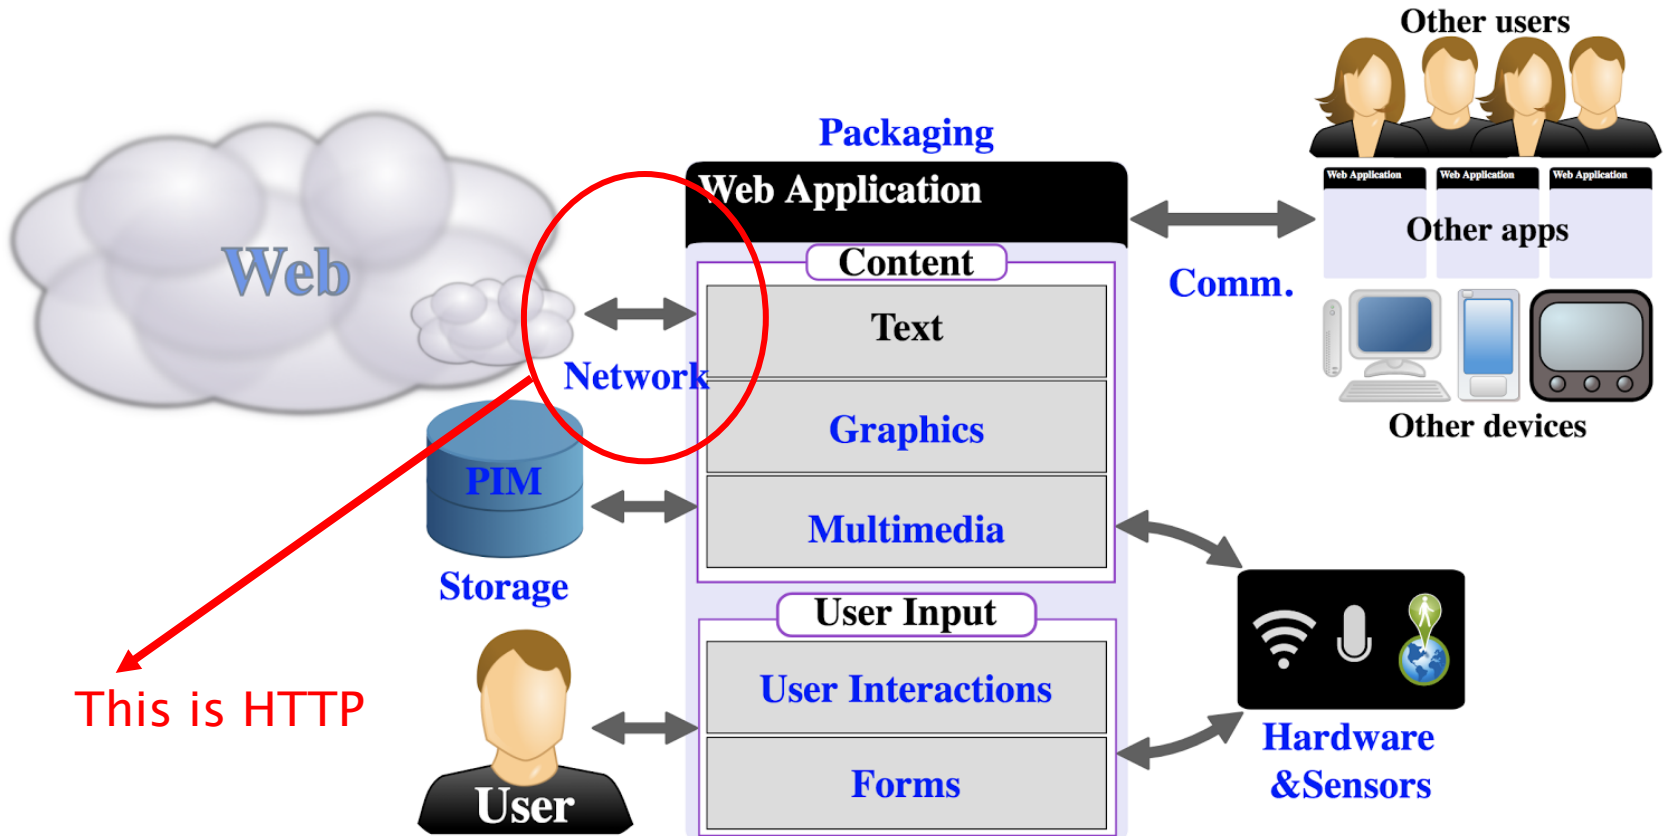 Other users
Packaging
Web Application
Web Application
Web Application
Web Application
Other apps
Content
Web
Comm.
Text
Network
Graphics
Other devices
PIM
Multimedia
Storage
User Input
User Interactions
This is HTTP
Hardware
&Sensors
Forms
User